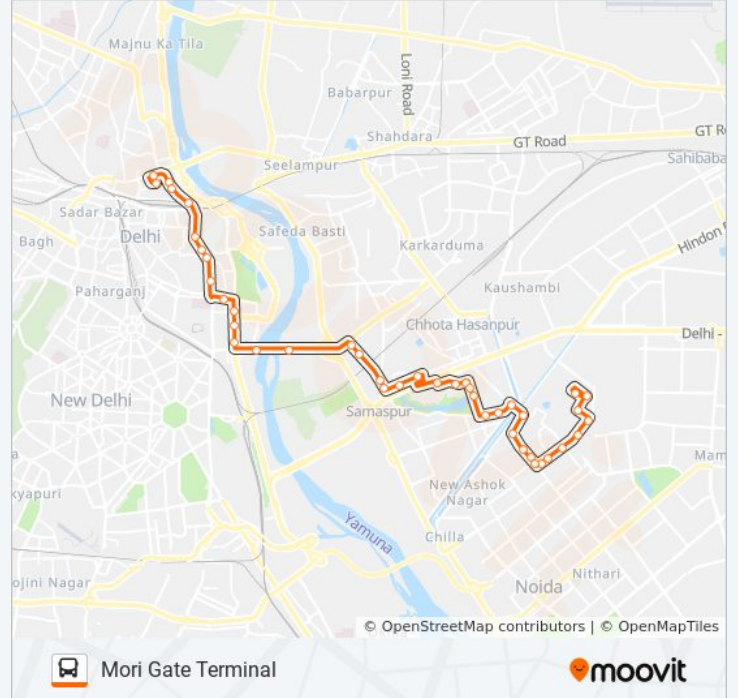 Majnu Ka Tila
Loni Road
Babarpur
Shahdara
GT Road
GT R
Seelampur
Sahibaba
Sadar Bazar
Delhi
Safeda Basti
Bagh
Karkarduma
Hindon
Paharganj
Kaushambi
Chhota Hasanpur
Delhi -
New Delhi
Samaspur
a
Mam
kyapuri
New Ashok
Nagar
Yamuna
Chilla
ojini Nagar
Noida
Nithari
© OpenStreetMap contributors | © OpenMapTiles
Mori Gate Terminal
moovit